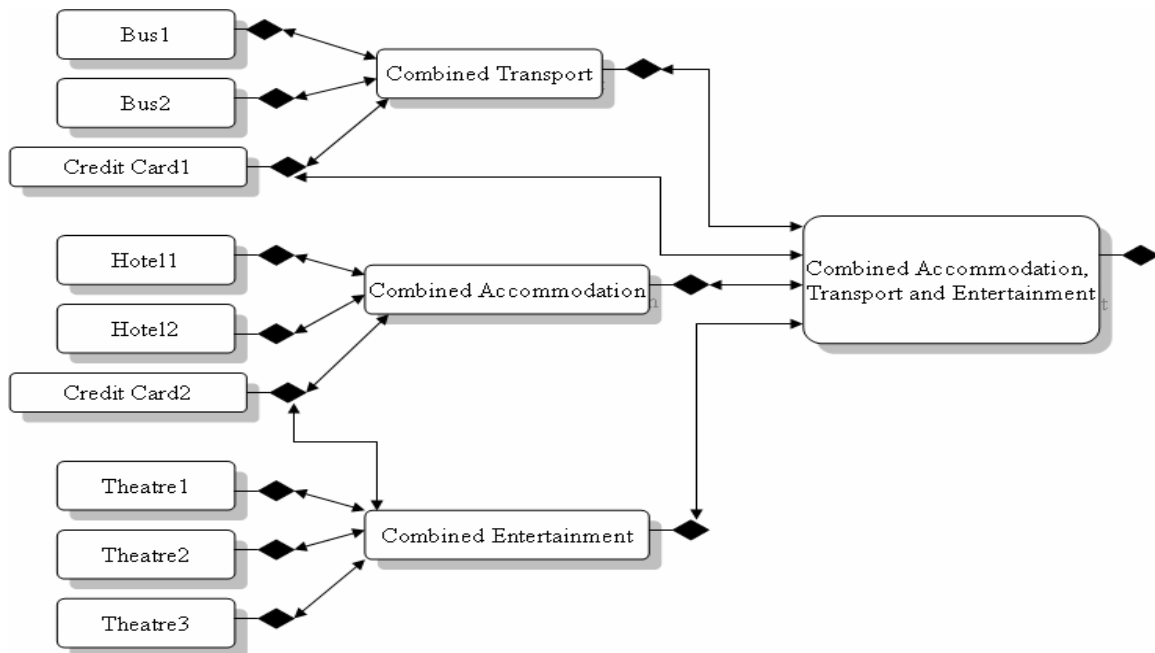 Bus1
Combined Transport
Bus2
Credit Card1
Hotel1
Combined Accommodation
Hotel2
Credit Card2
Combined Accommodation,
Transport and Entertainment
Theatre1
Combined Entertainment
Theatre2
Theatre3